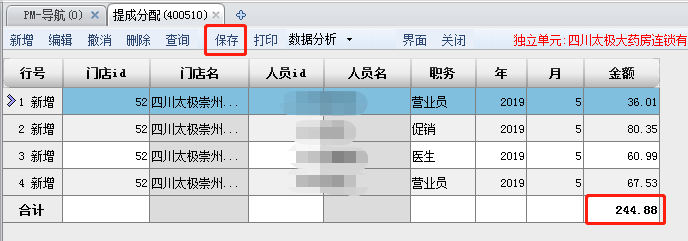 PM-导航(0) 提成分配(400510)
新增 编辑 撤消 删除 查询 保存 打印 数据分析 界面 关闭 独立单元:四川太极大药房连锁有
行号 门店id 门店名 人员id 人员名 职务 年 月 金额
1 新增 52 四川太极崇州... 营业员 2019 5 36.01
2 新增 52 四川太极崇州... 促销 2019 5 80.35
3 新增 52 四川太极崇州... 医生 2019 5 60.99
4 新增 52 四川太极崇州... 营业员 2019 5 67.53
合计 244.88